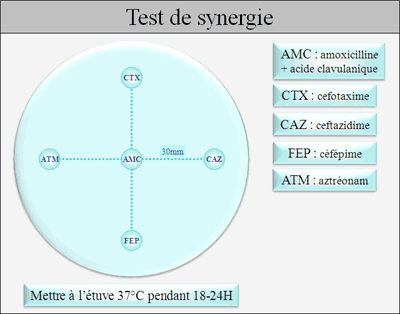 Test de synergie
AMC : amoxicilline
+ acide clavulanique
CTX
CTX : cefotaxime
CAZ : ceftazidime
ATM
AMC
30mm
CAZ
FEP : céfépime
ATM : aztréonam
FEP
Mettre à l'étuve 37°C pendant 18-24H